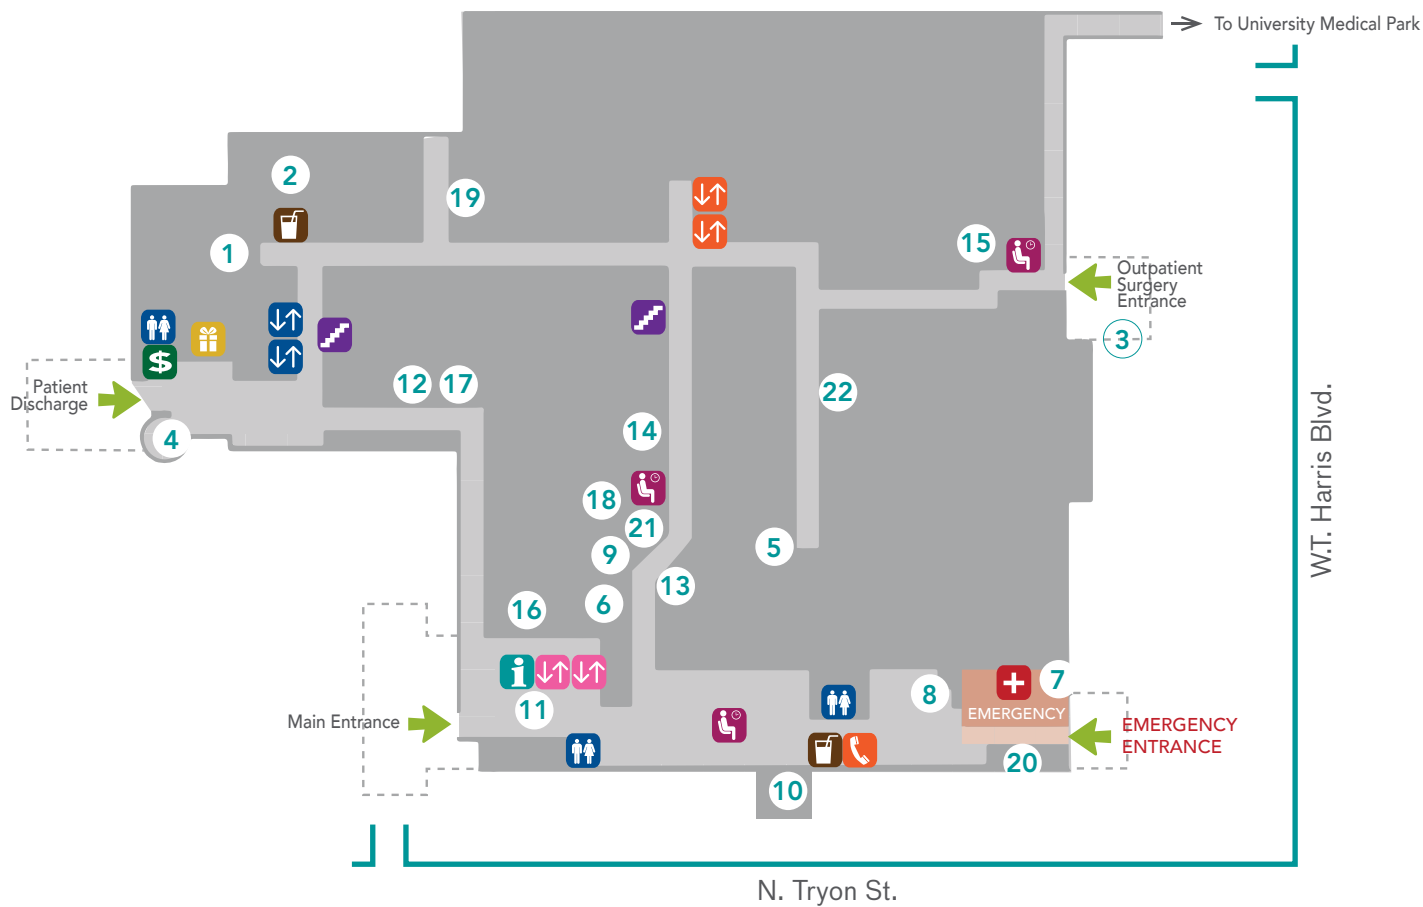 To University Medical Park
2
19
1
15
Outpatient
Surgery
Entrance
3
$
Patient
Discharge
12
17
22
4
14
W.T. Harris Blvd.
18
21
9
5
13
6
16
i
7
8
11
EMERGENCY
Main Entrance
EMERGENCY
ENTRANCE
20
10
N. Tryon St.